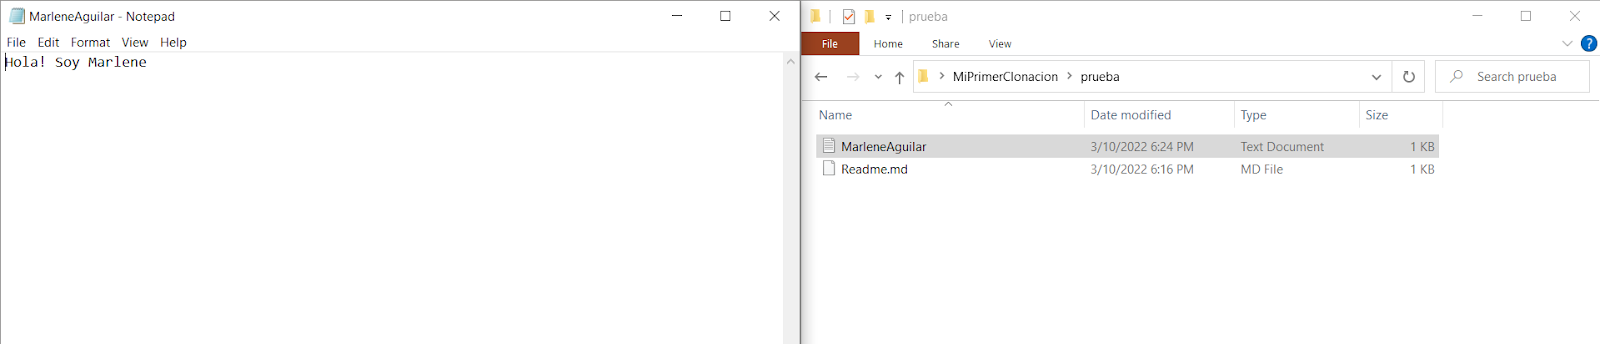 MarleneAguilar - Notepad
File Edit Format View Help
Hola! Soy Marlene
prueba
File Home Share View
MiPrimerClonacion prueba
Search prueba
Name Date modified Type Size
MarleneAguilar 3/10/2022 6:24 PM Text Document 1 KB
Readme.md 3/10/2022 6:16 PM MD File 1 KB